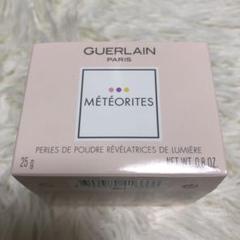 GUERLAIN
PARIS
MÉTÉORITES
PERLES DE POUDRE RÉVÉLATRICES DE LUMIÈRE
25 g NET WT. 0.8 OZ.